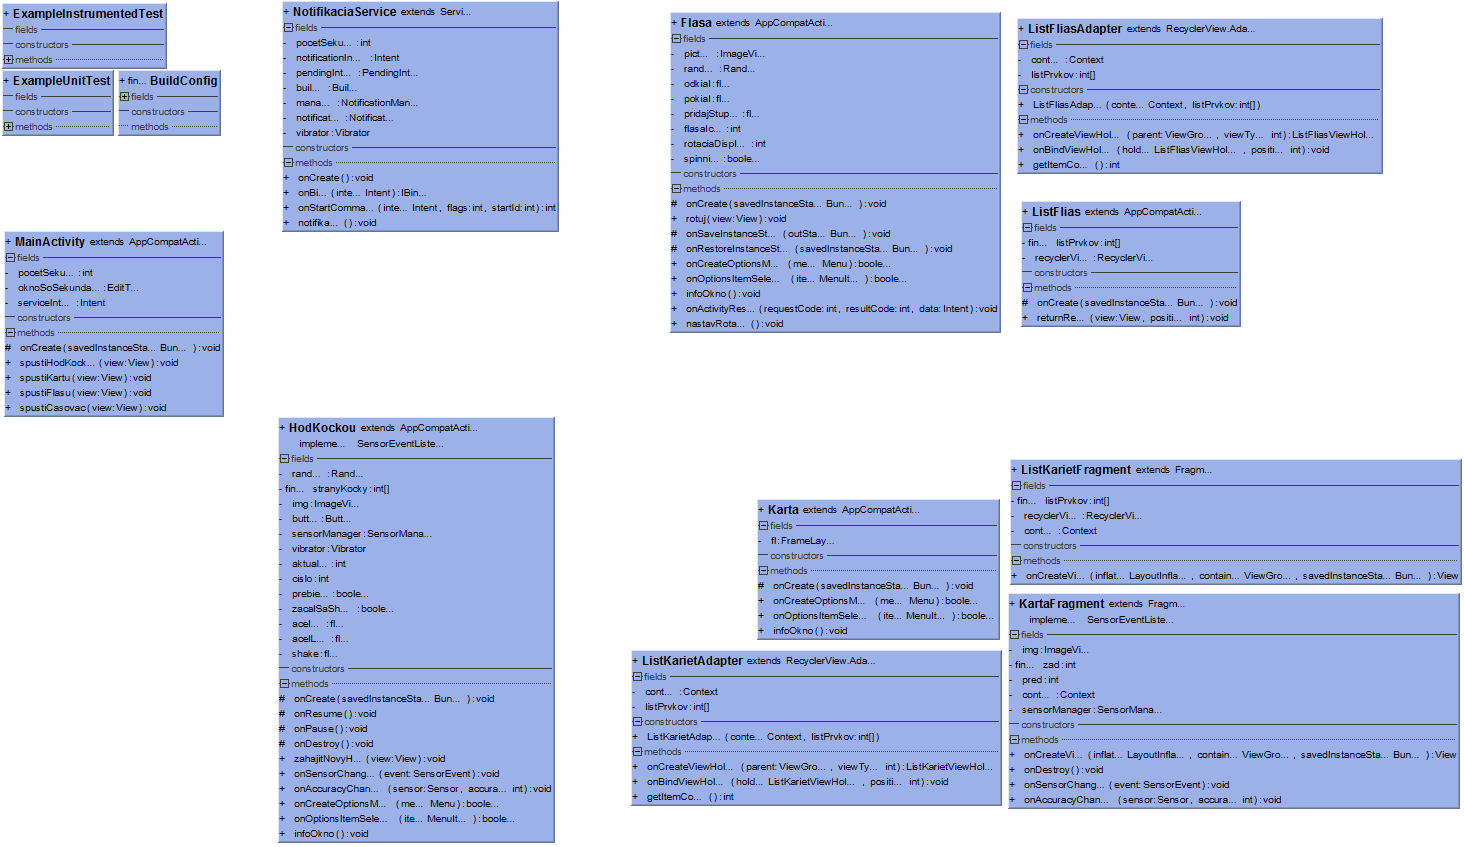 + ExampleInstrumentedTest
fields
constructors
methods
+ ExampleUnitTest
fields
constructors
methods
+ fin... BuildConfig
fields
constructors
methods
+ MainActivity extends AppCompatActi...
fields
- pocetSeku... : int
- oknoSoSekunda... : EditT...
- serviceInt... : Intent
constructors
methods
# onCreate (savedInstanceSta... Bun... ) : void
+ spustiHodKock... (view: View) : void
+ spustiKartu (view: View) : void
+ spustiFlasu (view: View) : void
+ spustiCasovac (view: View) : void
+ NotifikaciaService extends Servi...
fields
- pocetSeku... : int
- notificationIn... : Intent
- pendingInt... : PendingInt...
- buil... : Buil...
- mana... : NotificationMan...
- notificat... : Notificat...
- vibrator : Vibrator
constructors
methods
+ onCreate () : void
+ onBi... (inte... Intent) : IBin...
+ onStartComma... (inte... Intent, flags: int, startId: int) : int
+ notifika... () : void
+ HodKockou extends AppCompatActi...
impleme... SensorEventListe...
fields
- rand... : Rand...
- fin... stranyKocky : int[]
- img : ImageVi...
- butt... : Butt...
- sensorManager : SensorMana...
- vibrator : Vibrator
- aktual... : int
- cislo : int
- prebie... : boole...
- zacalSaSh... : boole...
- acel... : fl...
- acelL... : fl...
- shake : fl...
constructors
methods
# onCreate (savedInstanceSta... Bun... ) : void
# onResume () : void
# onPause () : void
# onDestroy () : void
+ zahajitNovyH... (view: View) : void
+ onSensorChang... (event: SensorEvent) : void
+ onAccuracyChan... (sensor: Sensor, accura... int) : void
+ onCreateOptionsM... (me... Menu) : boole...
+ onOptionsItemSele... (ite... MenuIt... ) : boole...
+ infoOkno () : void
+ Flasa extends AppCompatActi...
fields
- pict... : ImageVi...
- rand... : Rand...
- odkial : fl...
- pokial : fl...
- pridajStup... : fl...
- flasaIc... : int
- rotaciaDispl... : int
- spinni... : boole...
constructors
methods
# onCreate (savedInstanceSta... Bun... ) : void
+ rotuj (view: View) : void
# onSaveInstanceSt... (outSta... Bun... ) : void
# onRestoreInstanceSt... (savedInstanceSta... Bun... ) : void
+ onCreateOptionsM... (me... Menu) : boole...
+ onOptionsItemSele... (ite... MenuIt... ) : boole...
+ infoOkno () : void
+ onActivityRes... (requestCode: int, resultCode: int, data: Intent) : void
+ nastavRota... () : void
+ ListFliasAdapter extends RecyclerView.Ada...
fields
- cont... : Context
- listPrvkov : int[]
constructors
+ ListFliasAdap... (conte... Context, listPrvkov: int[])
methods
+ onCreateViewHol... (parent: ViewGro... , viewTy... int) : ListFliasViewHol...
+ onBindViewHol... (hold... ListFliasViewHol... , positi... int) : void
+ getItemCo... () : int
+ ListFlias extends AppCompatActi...
fields
- fin... listPrvkov : int[]
- recyclerVi... : RecyclerVi...
constructors
methods
# onCreate (savedInstanceSta... Bun... ) : void
+ returnRe... (view: View, positi... int) : void
+ Karta extends AppCompatActi...
fields
- fl : FrameLay...
constructors
methods
# onCreate (savedInstanceSta... Bun... ) : void
+ onCreateOptionsM... (me... Menu) : boole...
+ onOptionsItemSele... (ite... MenuIt... ) : boole...
+ infoOkno () : void
+ ListKarietAdapter extends RecyclerView.Ada...
fields
- cont... : Context
- listPrvkov : int[]
constructors
+ ListKarietAdap... (conte... Context, listPrvkov: int[])
methods
+ onCreateViewHol... (parent: ViewGro... , viewTy... int) : ListKarietViewHol...
+ onBindViewHol... (hold... ListKarietViewHol... , positi... int) : void
+ getItemCo... () : int
+ ListKarietFragment extends Fragm...
fields
- fin... listPrvkov : int[]
- recyclerVi... : RecyclerVi...
- cont... : Context
constructors
methods
+ onCreateVi... (inflat... LayoutInfla... , contain... ViewGro... , savedInstanceSta... Bun... ) : View
+ KartaFragment extends Fragm...
impleme... SensorEventListe...
fields
- img : ImageVi...
- fin... zad : int
- pred : int
- cont... : Context
- sensorManager : SensorMana...
constructors
methods
+ onCreateVi... (inflat... LayoutInfla... , contain... ViewGro... , savedInstanceSta... Bun... ) : View
+ onDestroy () : void
+ onSensorChang... (event: SensorEvent) : void
+ onAccuracyChan... (sensor: Sensor, accura... int) : void